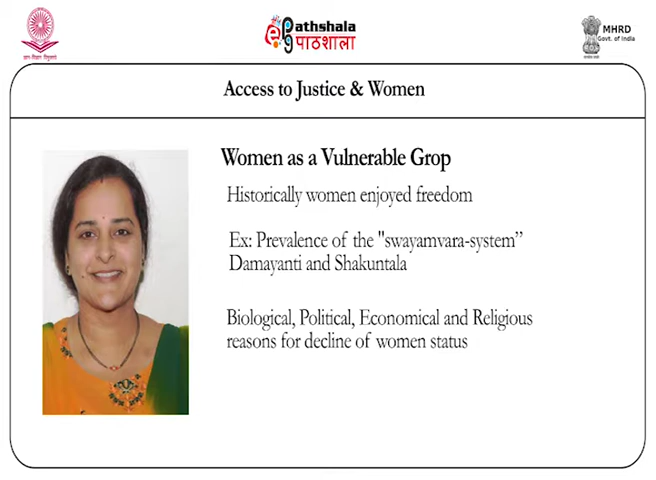 Pathshala
पाठशाला
MHRD
Govt. of India
Access to Justice & Women
Women as a Vulnerable Grop
Historically women enjoyed freedom
Ex: Prevalence of the "swayamvara-system”
Damayanti and Shakuntala
Biological, Political, Economical and Religious
reasons for decline of women status